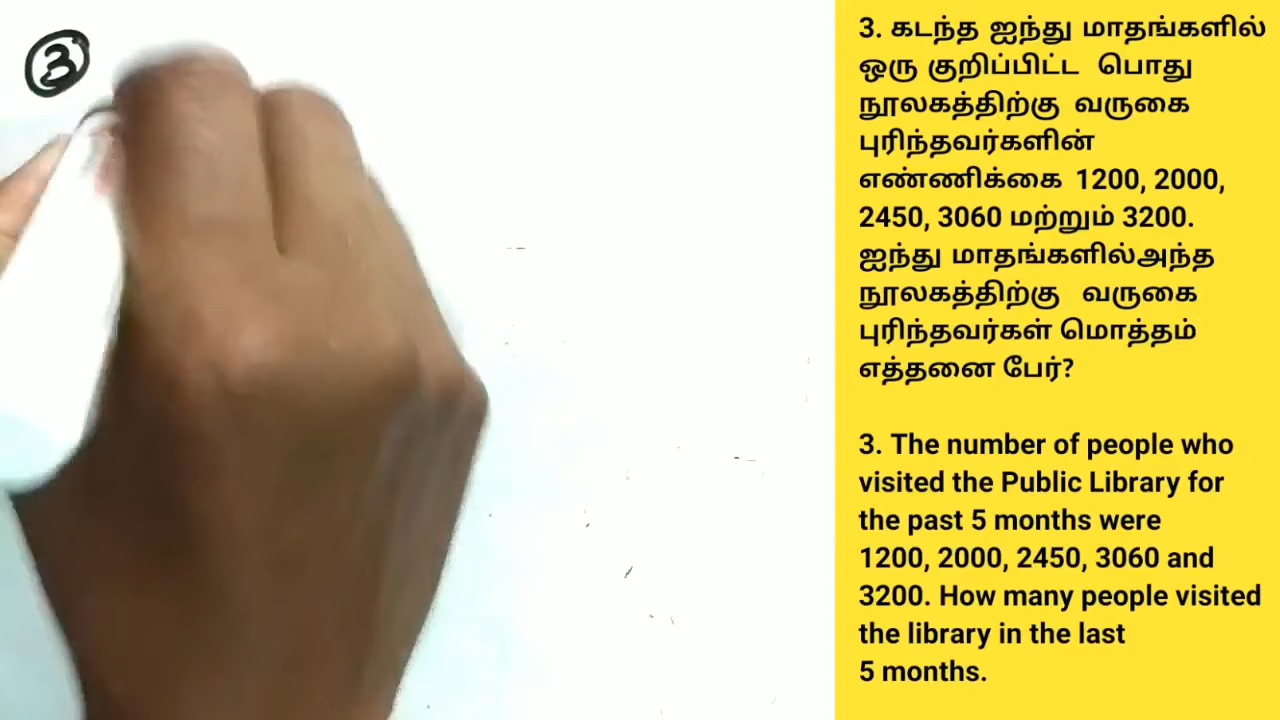 3
3. கடந்த ஐந்து மாதங்களில்
ஒரு குறிப்பிட்ட பொது
நூலகத்திற்கு வருகை
புரிந்தவர்களின்
எண்ணிக்கை 1200, 2000,
2450, 3060 மற்றும் 3200.
ஐந்து மாதங்களில்அந்த
நூலகத்திற்கு வருகை
புரிந்தவர்கள் மொத்தம்
எத்தனை பேர்?
3. The number of people who
visited the Public Library for
the past 5 months were
1200, 2000, 2450, 3060 and
3200. How many people visited
the library in the last
5 months.